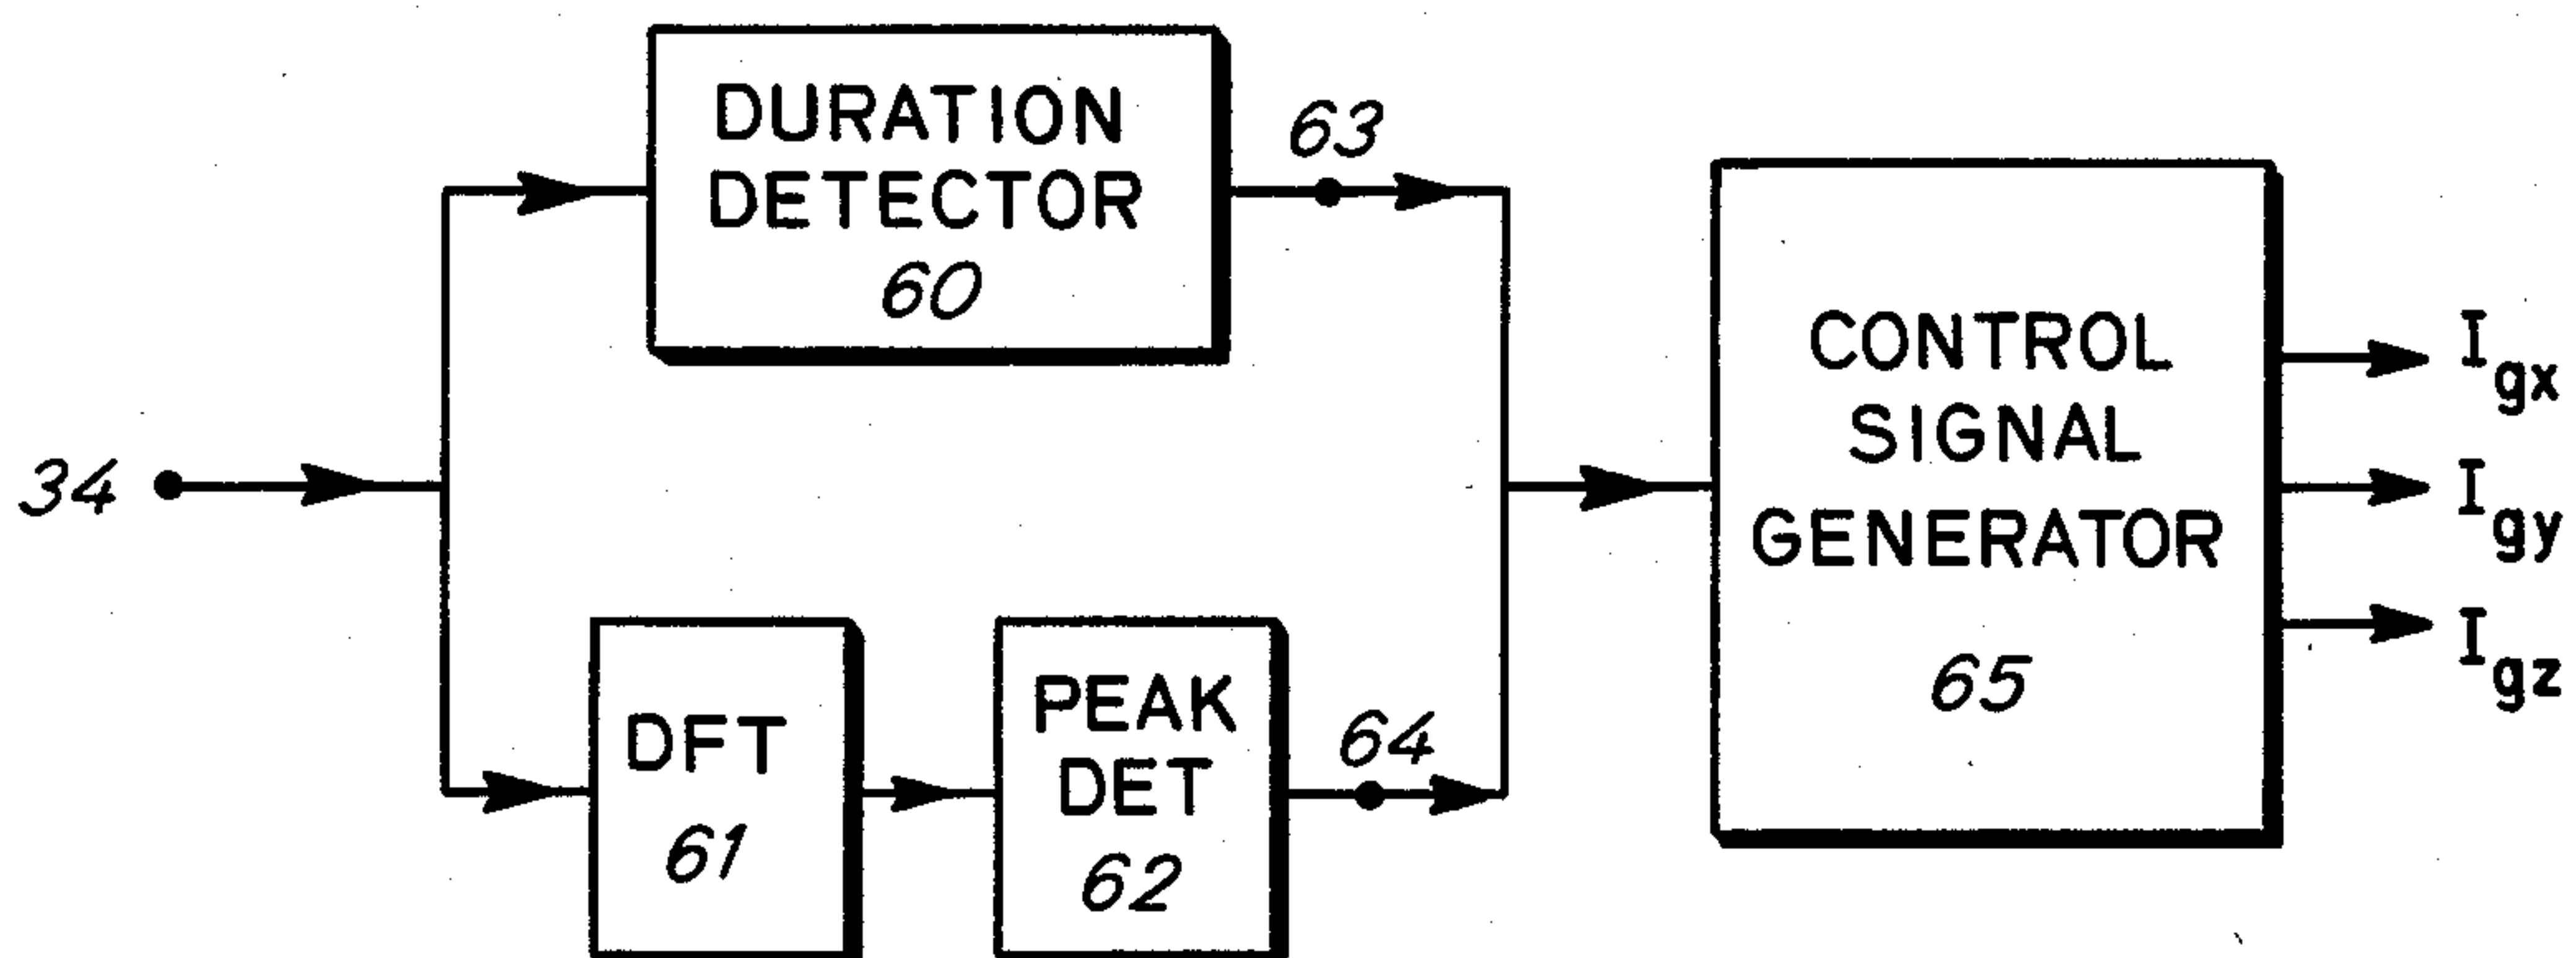 34
DURATION
DETECTOR
60
63
DFT
61
PEAK
DET
62
64
CONTROL
SIGNAL
GENERATOR
65
Igx
Igy
Igz